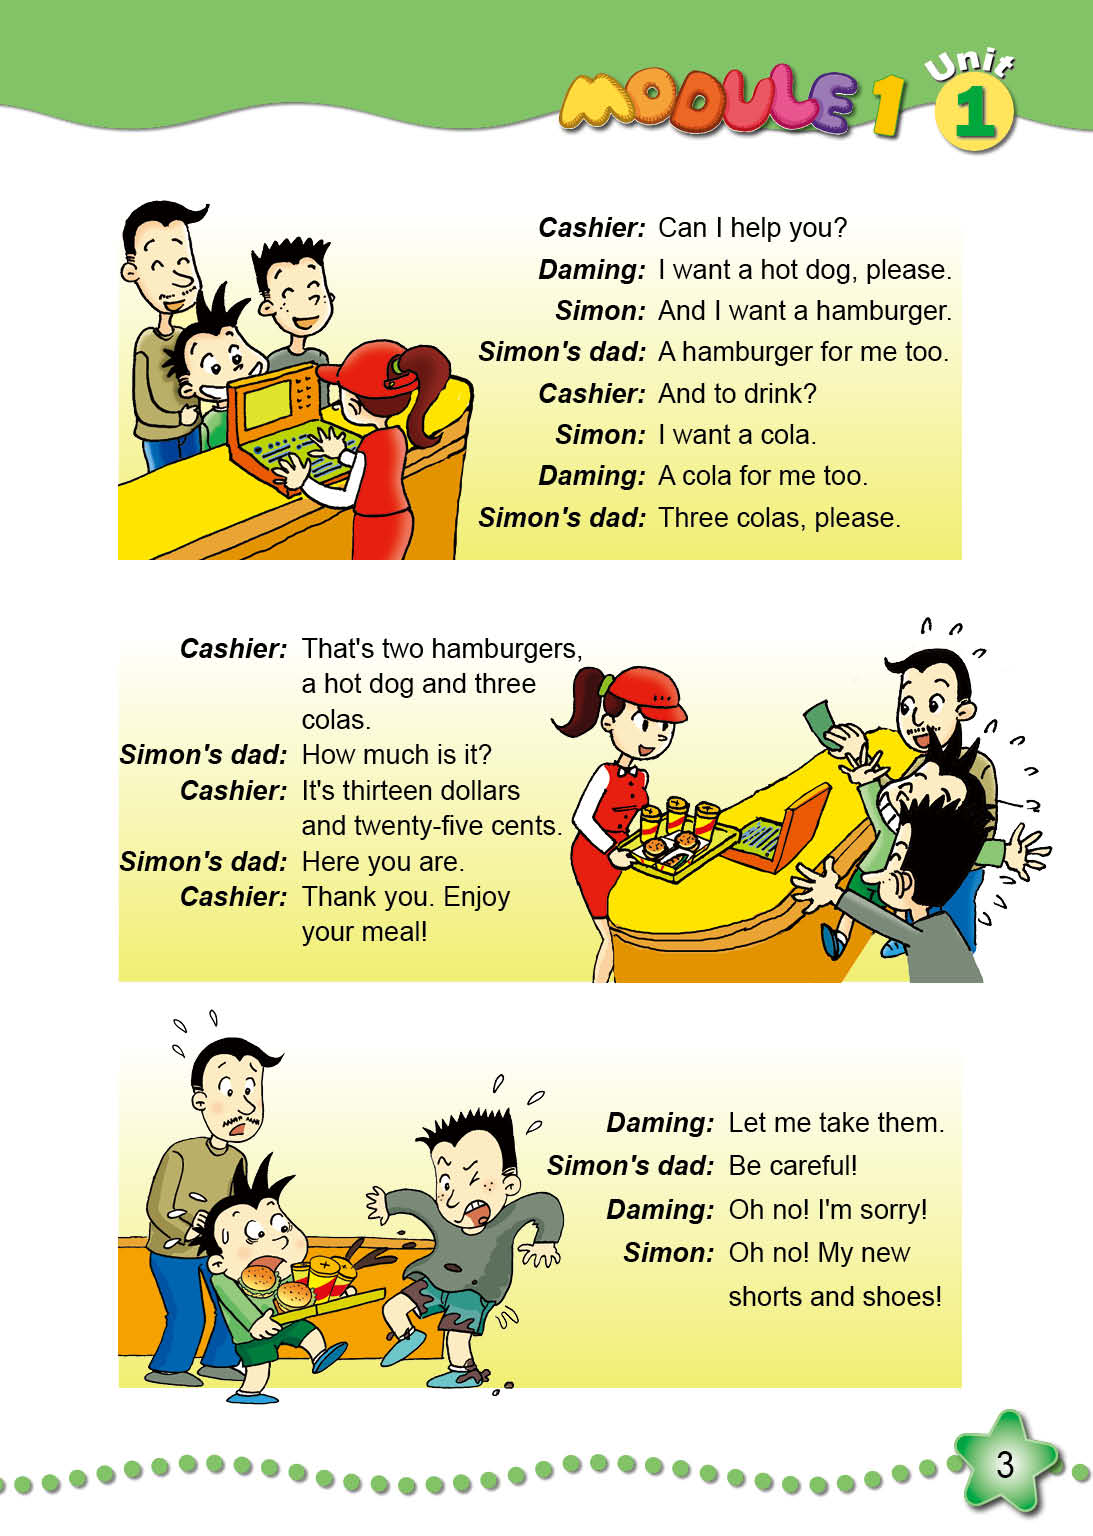 MODULE 1 Unit 1
Cashier: Can I help you?
Daming: I want a hot dog, please.
Simon: And I want a hamburger.
Simon's dad: A hamburger for me too.
Cashier: And to drink?
Simon: I want a cola.
Daming: A cola for me too.
Simon's dad: Three colas, please.
Cashier: That's two hamburgers,
a hot dog and three
colas.
Simon's dad: How much is it?
Cashier: It's thirteen dollars
and twenty-five cents.
Simon's dad: Here you are.
Cashier: Thank you. Enjoy
your meal!
Daming: Let me take them.
Simon's dad: Be careful!
Daming: Oh no! I'm sorry!
Simon: Oh no! My new
shorts and shoes!
3